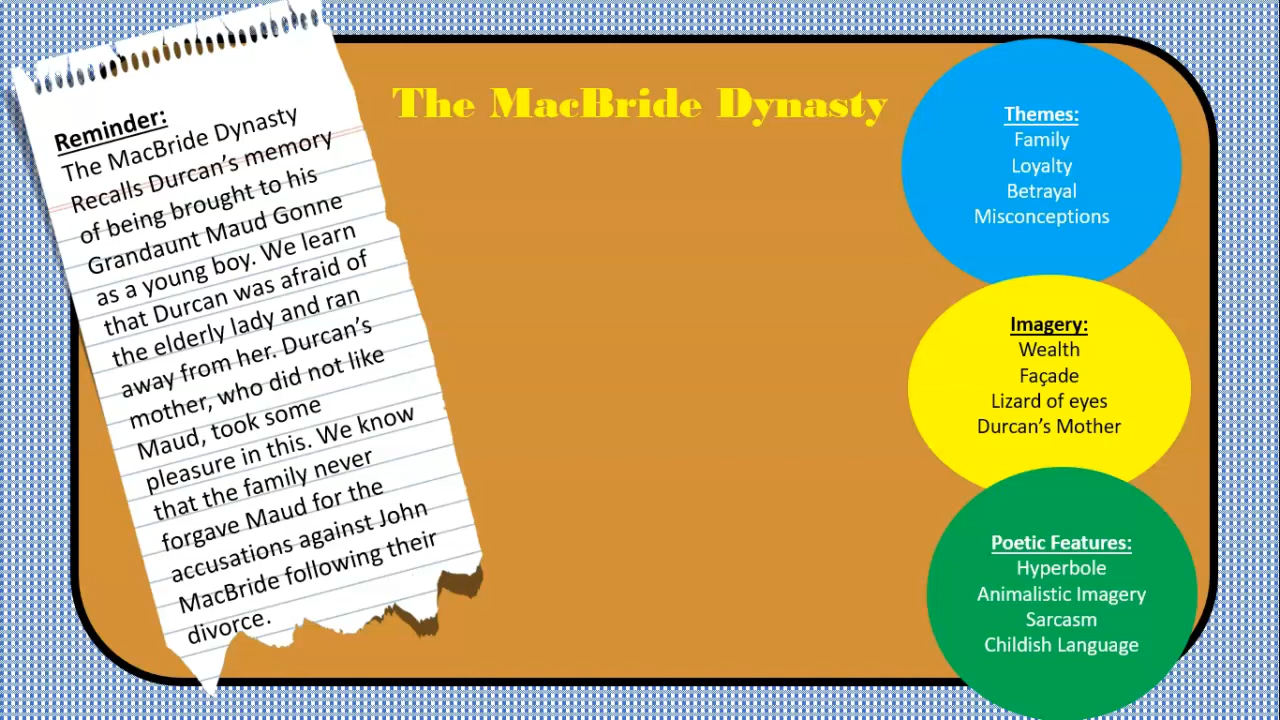 The MacBride Dynasty
Reminder:
The MacBride Dynasty
Recalls Durcan's memory
of being brought to his
Grandaunt Maud Gonne
as a young boy. We learn
that Durcan was afraid of
the elderly lady and ran
away from her. Durcan's
mother, who did not like
Maud, took some
pleasure in this. We know
that the family never
forgave Maud for the
accusations against John
MacBride following their
divorce.
Themes:
Family
Loyalty
Betrayal
Misconceptions
Imagery:
Wealth
Façade
Lizard of eyes
Durcan's Mother
Poetic Features:
Hyperbole
Animalistic Imagery
Sarcasm
Childish Language